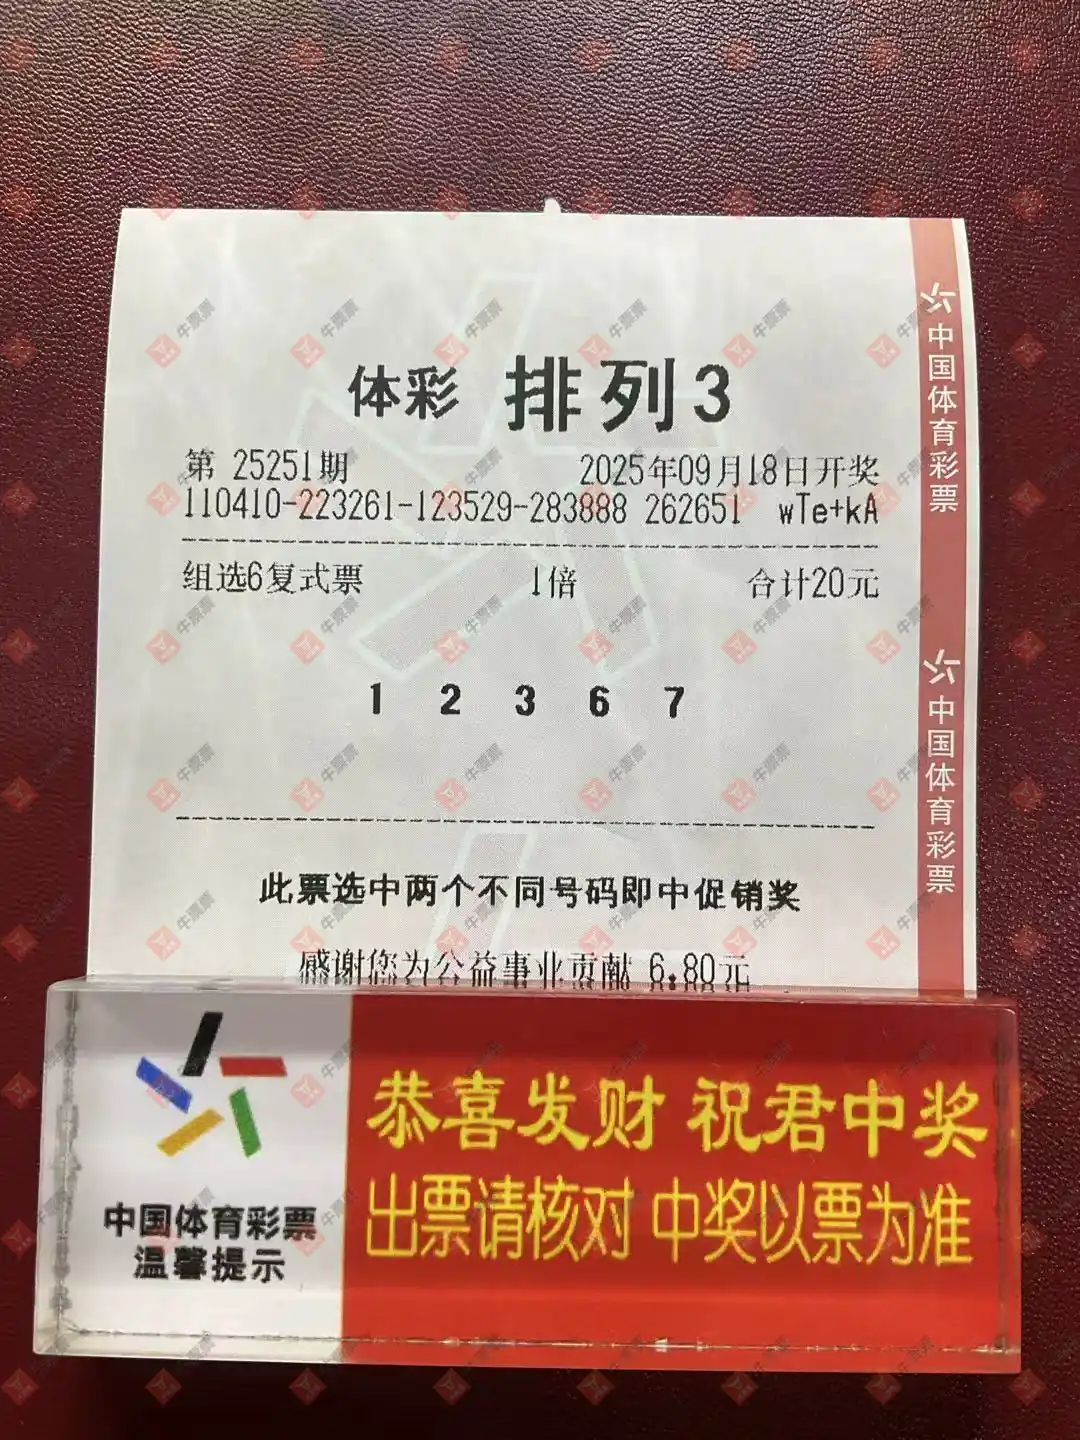 体彩 排列3
第 25251期 2025年09月18日开奖
110410-223261-123529-283888 262651 wTe+kA
组选6复式票 1倍 合计20元
1 2 3 6 7
此票选中两个不同号码即中促销奖
感谢您为公益事业贡献 6.80元
中国体育彩票
中国体育彩票
恭喜发财 祝君中奖
出票请核对 中奖以票为准
中国体育彩票
温馨提示
牛票票